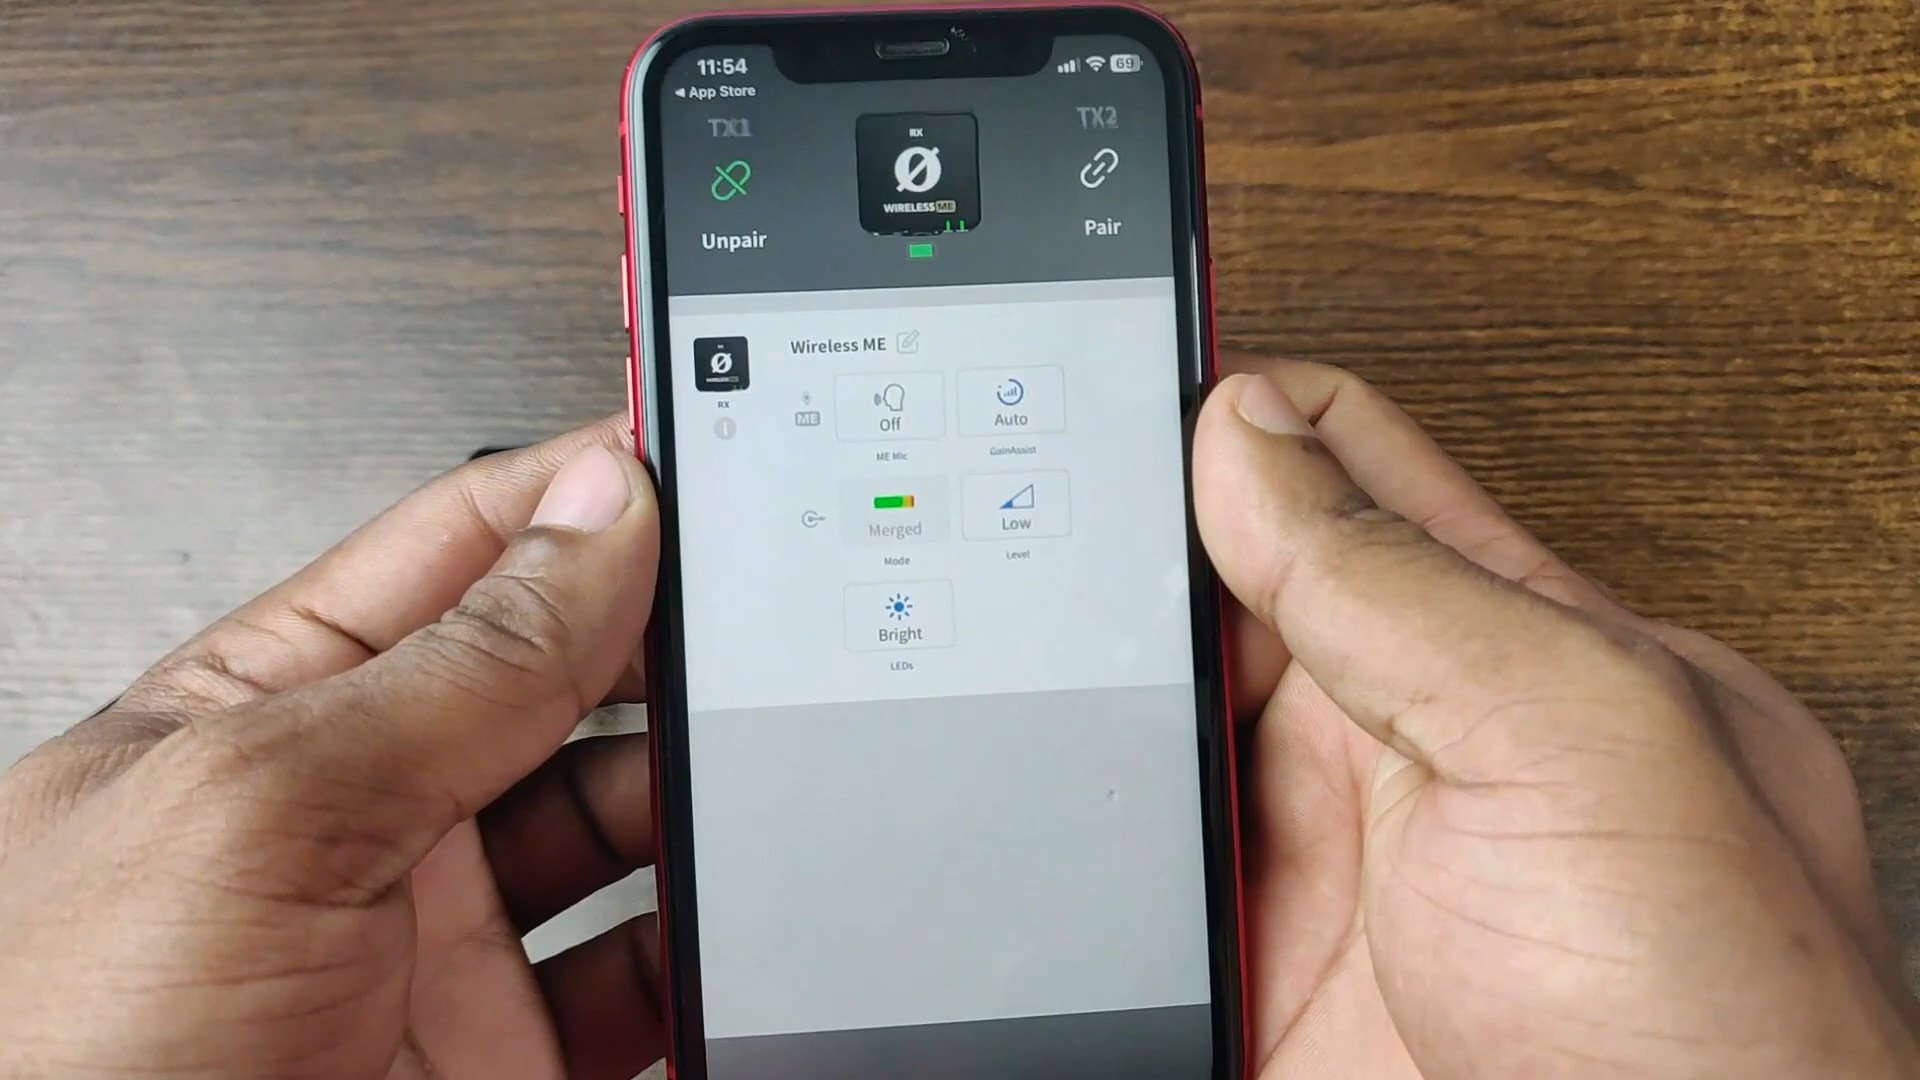 11:54
69
◀ App Store
TX1
RX
TX2
WIRELESS ME
Unpair
Pair
Wireless ME
RX
ME
Off
Auto
ME Mic
GainAssist
Merged
Low
Mode
Level
Bright
LEDs